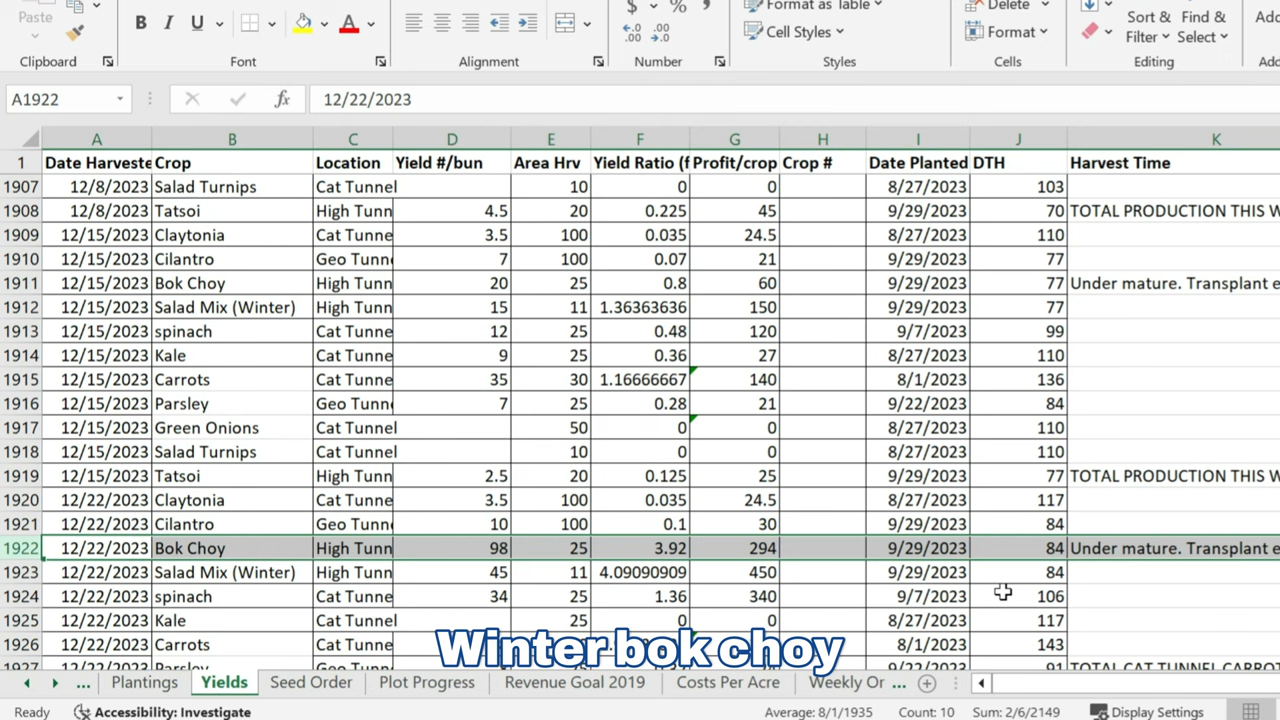 Paste
B I U A
$ % ,
Format as Table
Delete
Cell Styles
Format
Sort & Find &
Filter Select
Clipboard Font Alignment Number Styles Cells Editing
A1922 fx 12/22/2023
A B C D E F G H I J K
1 Date Harveste Crop Location Yield #/bun Area Hrv Yield Ratio (f Profit/crop Crop # Date Planted DTH Harvest Time
1907 12/8/2023 Salad Turnips Cat Tunnel 10 0 0 8/27/2023 103
1908 12/8/2023 Tatsoi High Tunn 4.5 20 0.225 45 9/29/2023 70 TOTAL PRODUCTION THIS W
1909 12/15/2023 Claytonia Cat Tunne 3.5 100 0.035 24.5 8/27/2023 110
1910 12/15/2023 Cilantro Geo Tunne 7 100 0.07 21 9/29/2023 77
1911 12/15/2023 Bok Choy High Tunn 20 25 0.8 60 9/29/2023 77 Under mature. Transplant e
1912 12/15/2023 Salad Mix (Winter) High Tunn 15 11 1.36363636 150 9/29/2023 77
1913 12/15/2023 spinach Cat Tunne 12 25 0.48 120 9/7/2023 99
1914 12/15/2023 Kale Cat Tunne 9 25 0.36 27 8/27/2023 110
1915 12/15/2023 Carrots Cat Tunne 35 30 1.16666667 140 8/1/2023 136
1916 12/15/2023 Parsley Geo Tunn 7 25 0.28 21 9/22/2023 84
1917 12/15/2023 Green Onions Cat Tunnel 50 0 0 8/27/2023 110
1918 12/15/2023 Salad Turnips Cat Tunnel 10 0 0 8/27/2023 110
1919 12/15/2023 Tatsoi High Tunn 2.5 20 0.125 25 9/29/2023 77 TOTAL PRODUCTION THIS W
1920 12/22/2023 Claytonia Cat Tunne 3.5 100 0.035 24.5 8/27/2023 117
1921 12/22/2023 Cilantro Geo Tunn 10 100 0.1 30 9/29/2023 84
1922 12/22/2023 Bok Choy High Tunn 98 25 3.92 294 9/29/2023 84 Under mature. Transplant e
1923 12/22/2023 Salad Mix (Winter) High Tunn 45 11 4.09090909 450 9/29/2023 84
1924 12/22/2023 spinach Cat Tunne 34 25 1.36 340 9/7/2023 106
1925 12/22/2023 Kale Cat Tunnel 25 0 0 8/27/2023 117
1926 12/22/2023 Carrots Cat Tunne 8/1/2023 143
1927 12/22/2023 Parsley Geo Tunn 9/22/2023 91 TOTAL CAT TUNNEL CARROT
Winter bok choy
... Plantings Yields Seed Order Plot Progress Revenue Goal 2019 Costs Per Acre Weekly Or ...
Ready Accessibility: Investigate Average: 8/1/1935 Count: 10 Sum: 2/6/2149 Display Settings